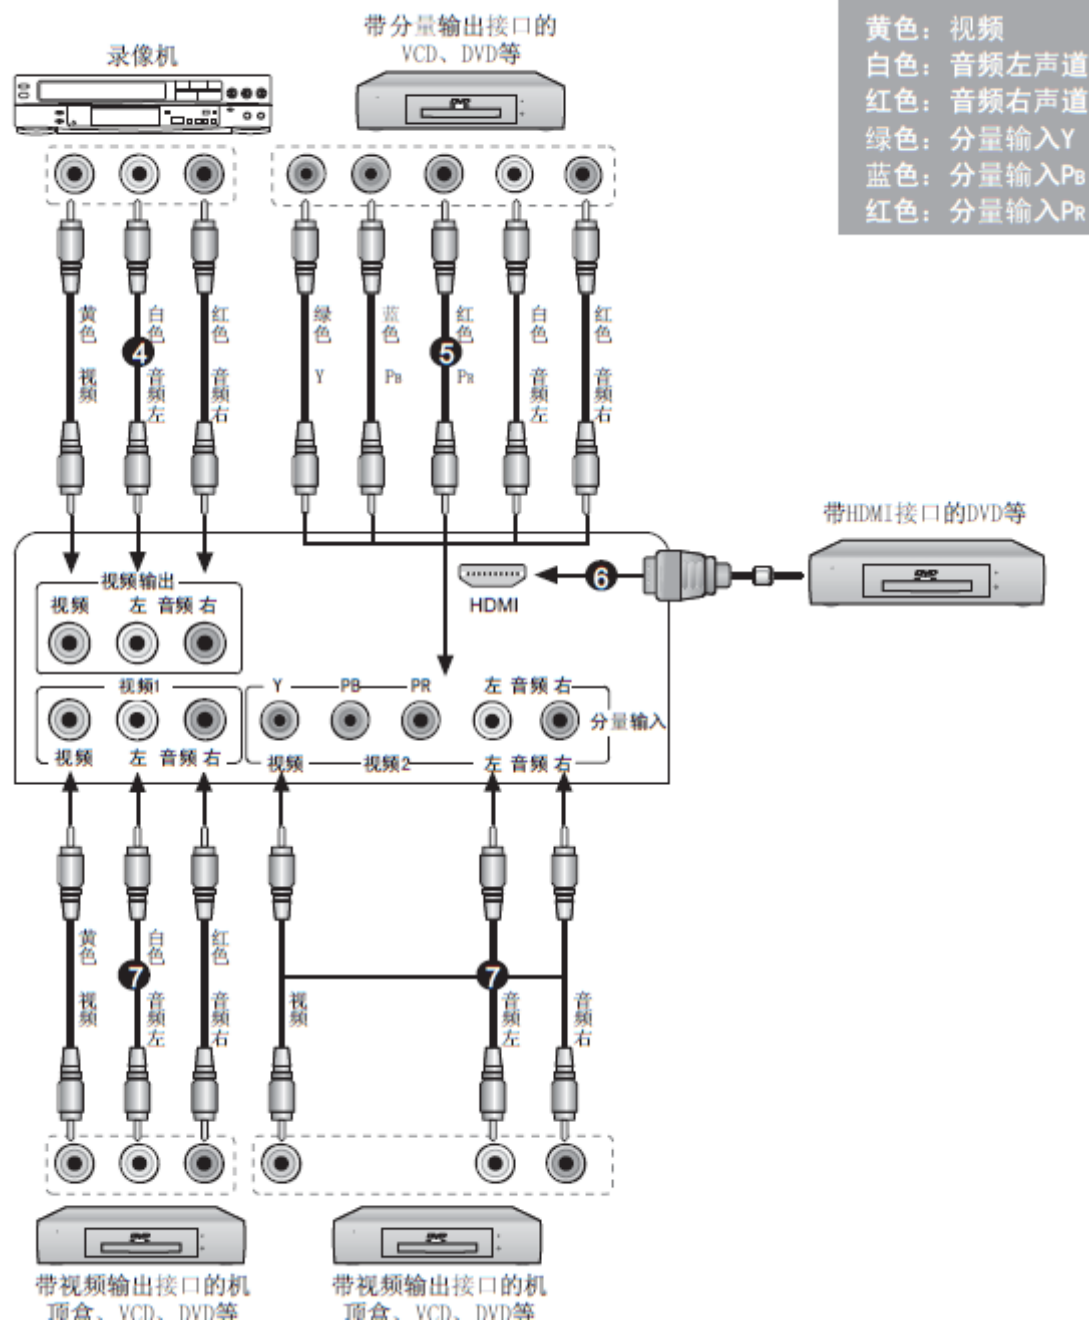 带分量输出接口的
VCD、DVD等
录像机
黄色：视频
白色：音频左声道
红色：音频右声道
绿色：分量输入Y
蓝色：分量输入PB
红色：分量输入PR
DVD
黄色 视频
白色 音频左
红色 音频右
4
绿色 Y
蓝色 PB
红色 PR
白色 音频左
红色 音频右
5
带HDMI接口的DVD等
DVD
6
HDMI
视频输出
视频 左 音频 右
视频1
视频 左 音频 右
Y PB PR 左 音频 右
分量输入
视频 视频2 左 音频 右
黄色 视频
白色 音频左
红色 音频右
7
视频
音频左
音频右
7
DVD
DVD
带视频输出接口的机
顶盒、VCD、DVD等
带视频输出接口的机
顶盒、VCD、DVD等